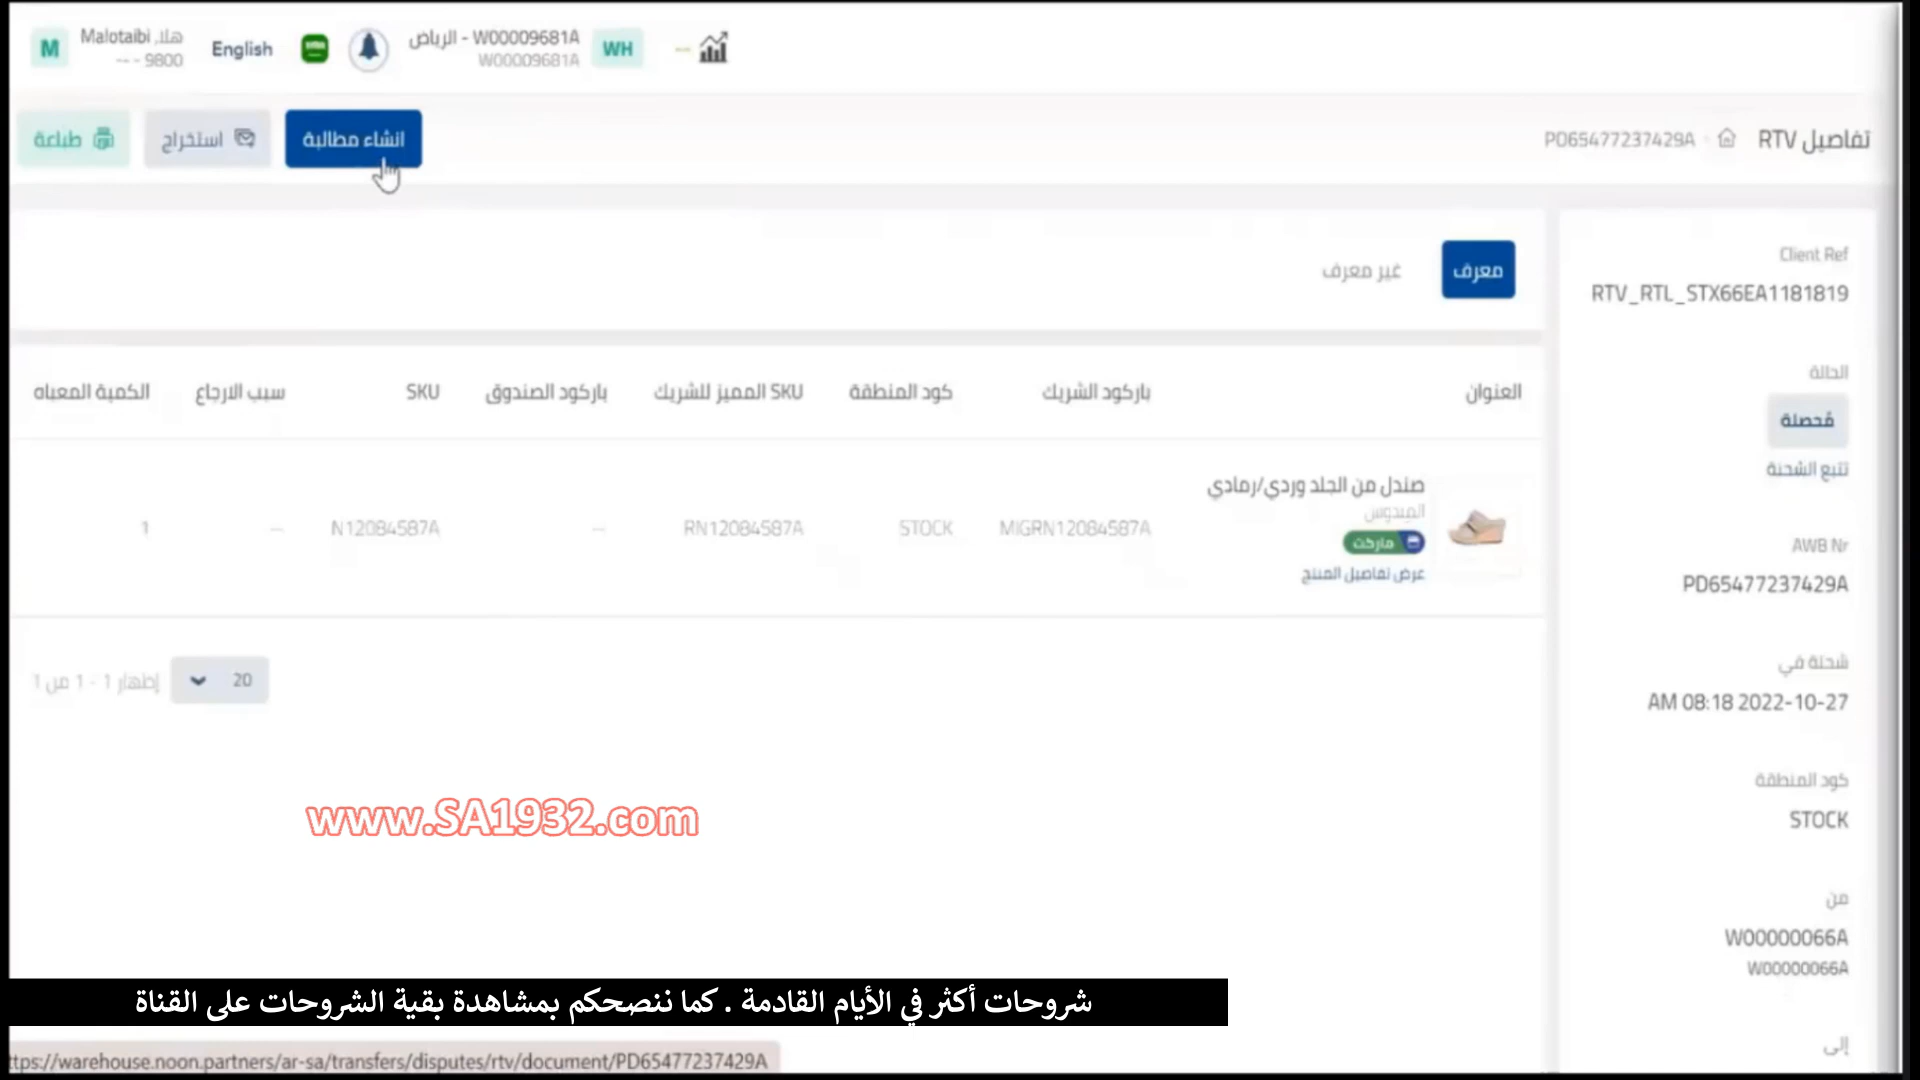 WH
W00009681A - الرياض
W00009681A
English
هلا, Malotaibi
9800 - --
M
تفاصيل RTV
PD65477237429A
انشاء مطالبة
استخراج
طباعة
Client Ref
RTV_RTL_STX66EA1181819
الحالة
مُحصلة
تتبع الشحنة
AWB Nr
PD65477237429A
شحنة في
AM 08:18 2022-10-27
كود المنطقة
STOCK
من
W00000066A
W00000066A
إلى
معرف
غير معرف
العنوان
باركود الشريك
كود المنطقة
SKU المميز للشريك
باركود الصندوق
SKU
سبب الارجاع
الكمية المعباه
صندل من الجلد وردي/رمادي
الميدوس
ماركت
عرض تفاصيل المنتج
MIGRN12084587A
STOCK
RN12084587A
--
N12084587A
--
1
20
إظهار 1 - 1 من 1
www.SA1932.com
شروحات أكثر في الأيام القادمة . كما ننصحكم بمشاهدة بقية الشروحات على القناة
ttps://warehouse.noon.partners/ar-sa/transfers/disputes/rtv/document/PD65477237429A